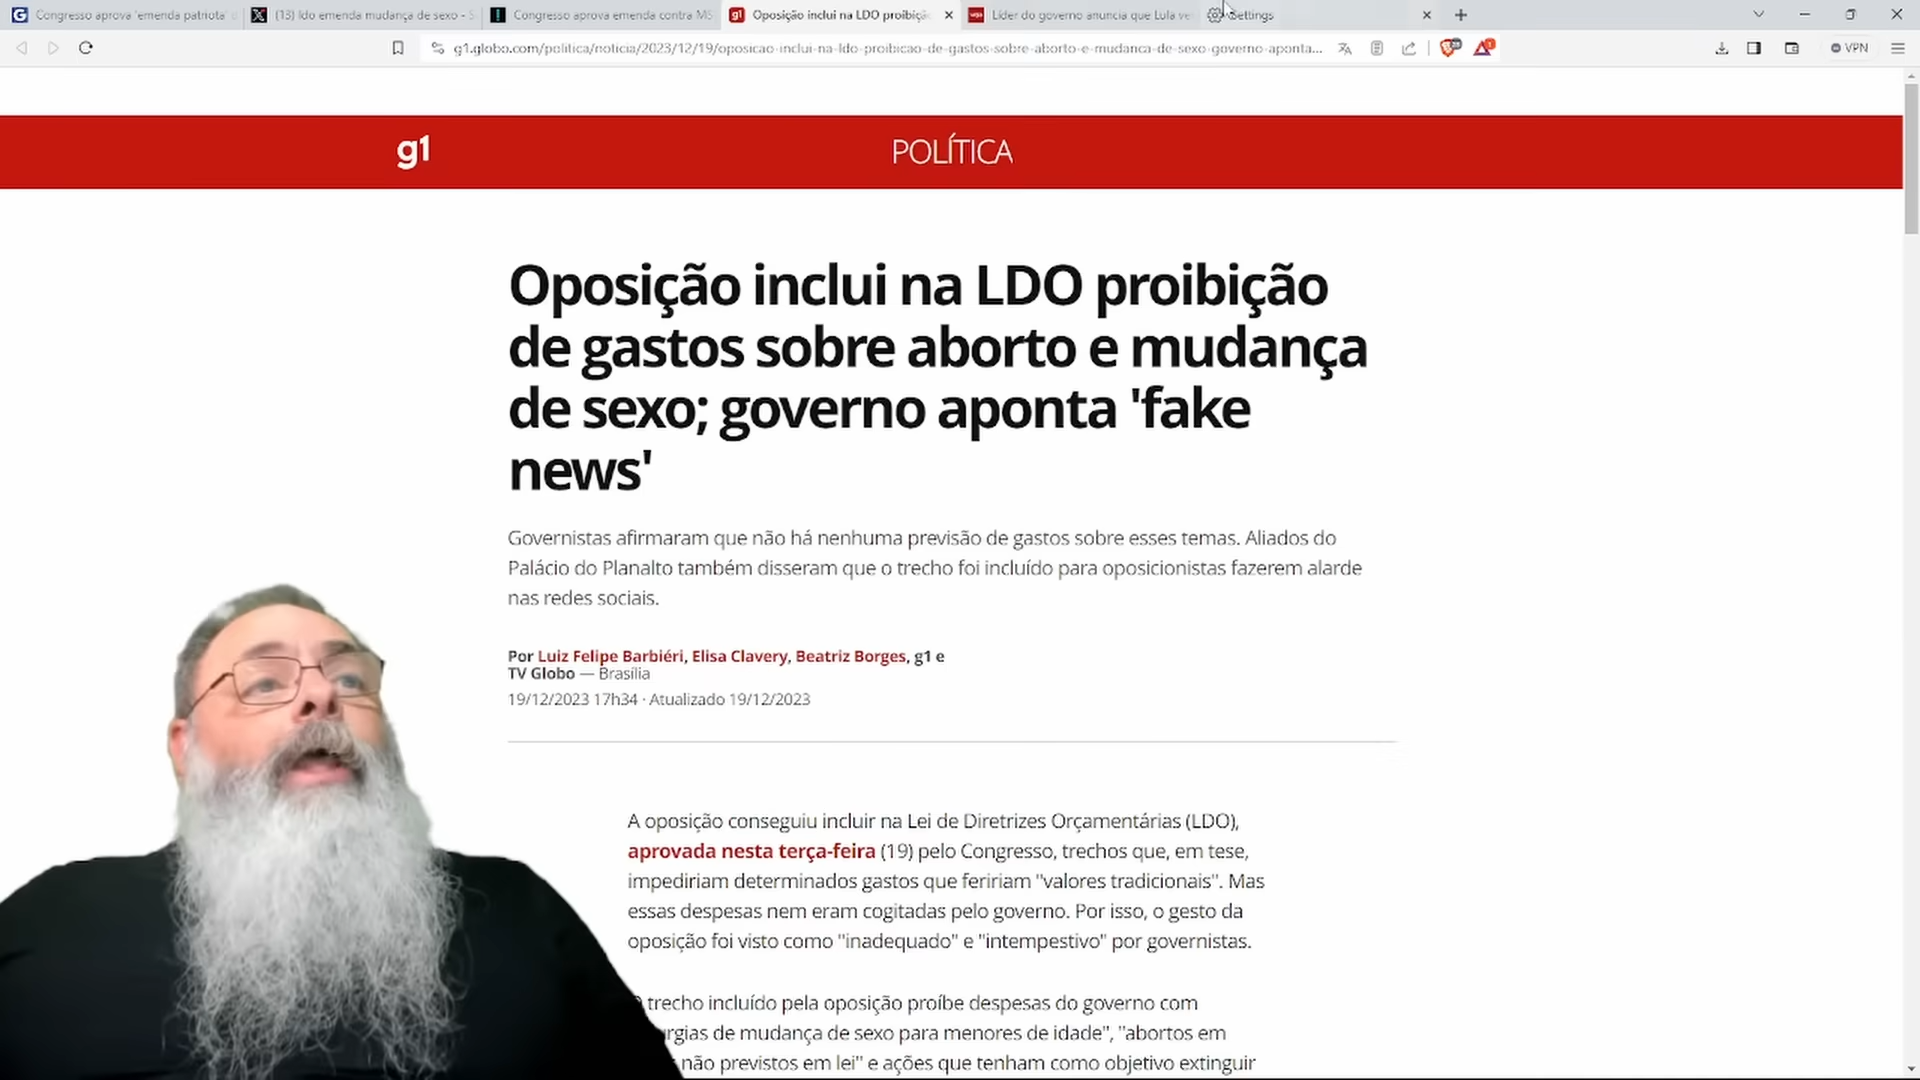 Congresso aprova 'emenda patriota'
(13) ldo emenda mudança de sexo - S
Congresso aprova emenda contra MS
Oposição inclui na LDO proibição
Líder do governo anuncia que Lula ve
Settings
g1.globo.com/politica/noticia/2023/12/19/oposicao-inclui-na-ldo-proibicao-de-gastos-sobre-aborto-e-mudanca-de-sexo-governo-aponta...
VPN
g1
POLÍTICA
Oposição inclui na LDO proibição
de gastos sobre aborto e mudança
de sexo; governo aponta 'fake
news'
Governistas afirmaram que não há nenhuma previsão de gastos sobre esses temas. Aliados do
Palácio do Planalto também disseram que o trecho foi incluído para oposicionistas fazerem alarde
nas redes sociais.
Por Luiz Felipe Barbiéri, Elisa Clavery, Beatriz Borges, g1 e
TV Globo — Brasília
19/12/2023 17h34 · Atualizado 19/12/2023
A oposição conseguiu incluir na Lei de Diretrizes Orçamentárias (LDO),
aprovada nesta terça-feira (19) pelo Congresso, trechos que, em tese,
impediriam determinados gastos que feririam "valores tradicionais". Mas
essas despesas nem eram cogitadas pelo governo. Por isso, o gesto da
oposição foi visto como "inadequado" e "intempestivo" por governistas.
trecho incluído pela oposição proíbe despesas do governo com
urgias de mudança de sexo para menores de idade", "abortos em
não previstos em lei" e ações que tenham como objetivo extinguir